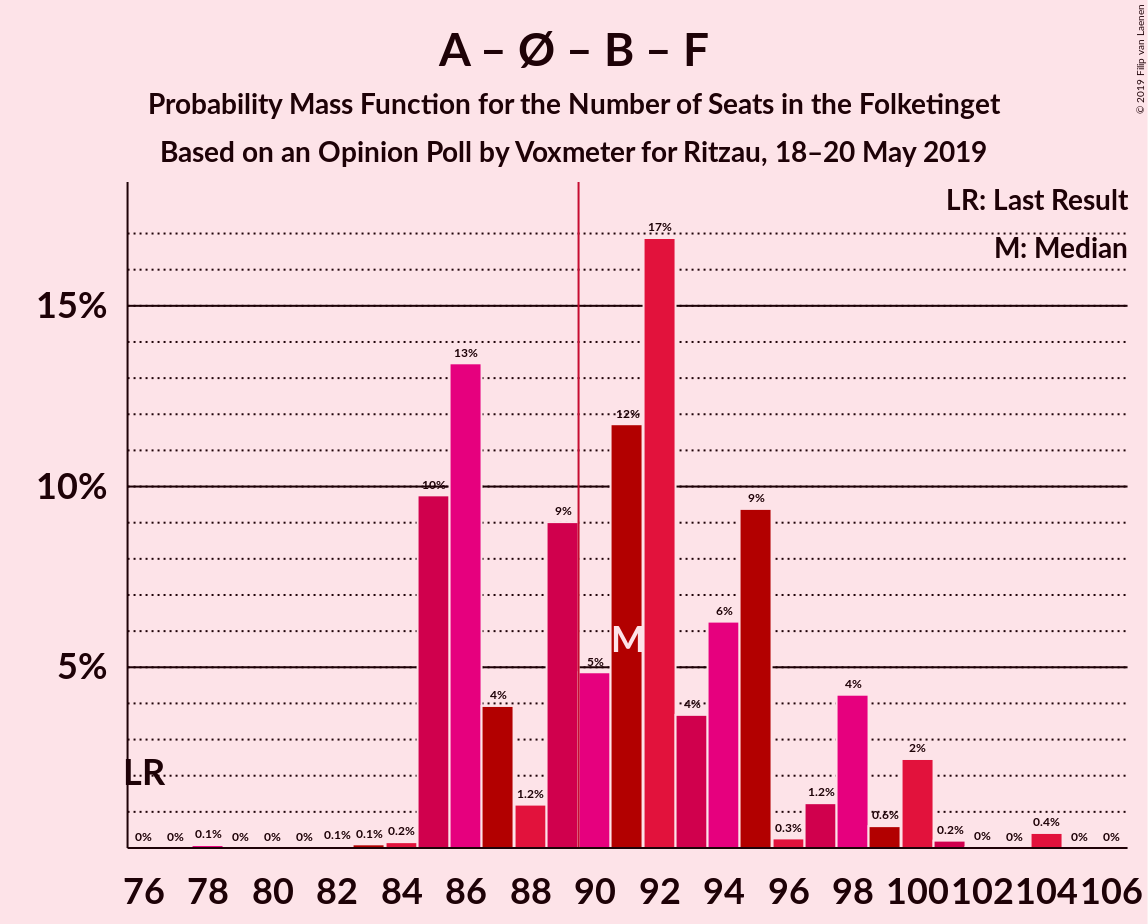 A – Ø – B – F
Probability Mass Function for the Number of Seats in the Folketinget
Based on an Opinion Poll by Voxmeter for Ritzau, 18–20 May 2019
© 2019 Filip van Laenen
LR: Last Result
M: Median
15%
10%
5%
0% 0% 0.1% 0% 0% 0% 0.1% 0.1% 0.2% 10% 13% 4% 1.2% 9% 5% 12% 17% 4% 6% 9% 0.3% 1.2% 4% 0.6% 2% 0.2% 0% 0% 0.4% 0% 0%
M
LR
76 78 80 82 84 86 88 90 92 94 96 98 100 102 104 106